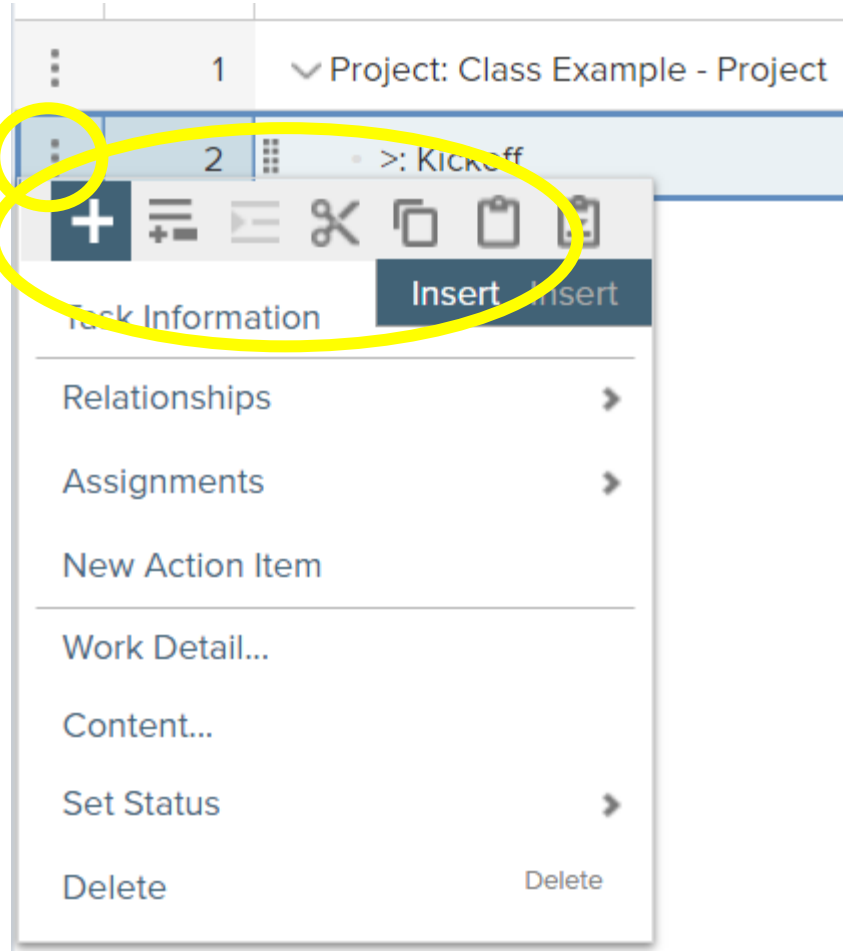 1 Project: Class Example - Project
2 >: Kickoff
Insert Insert
Task Information
Relationships
Assignments
New Action Item
Work Detail...
Content...
Set Status
Delete Delete